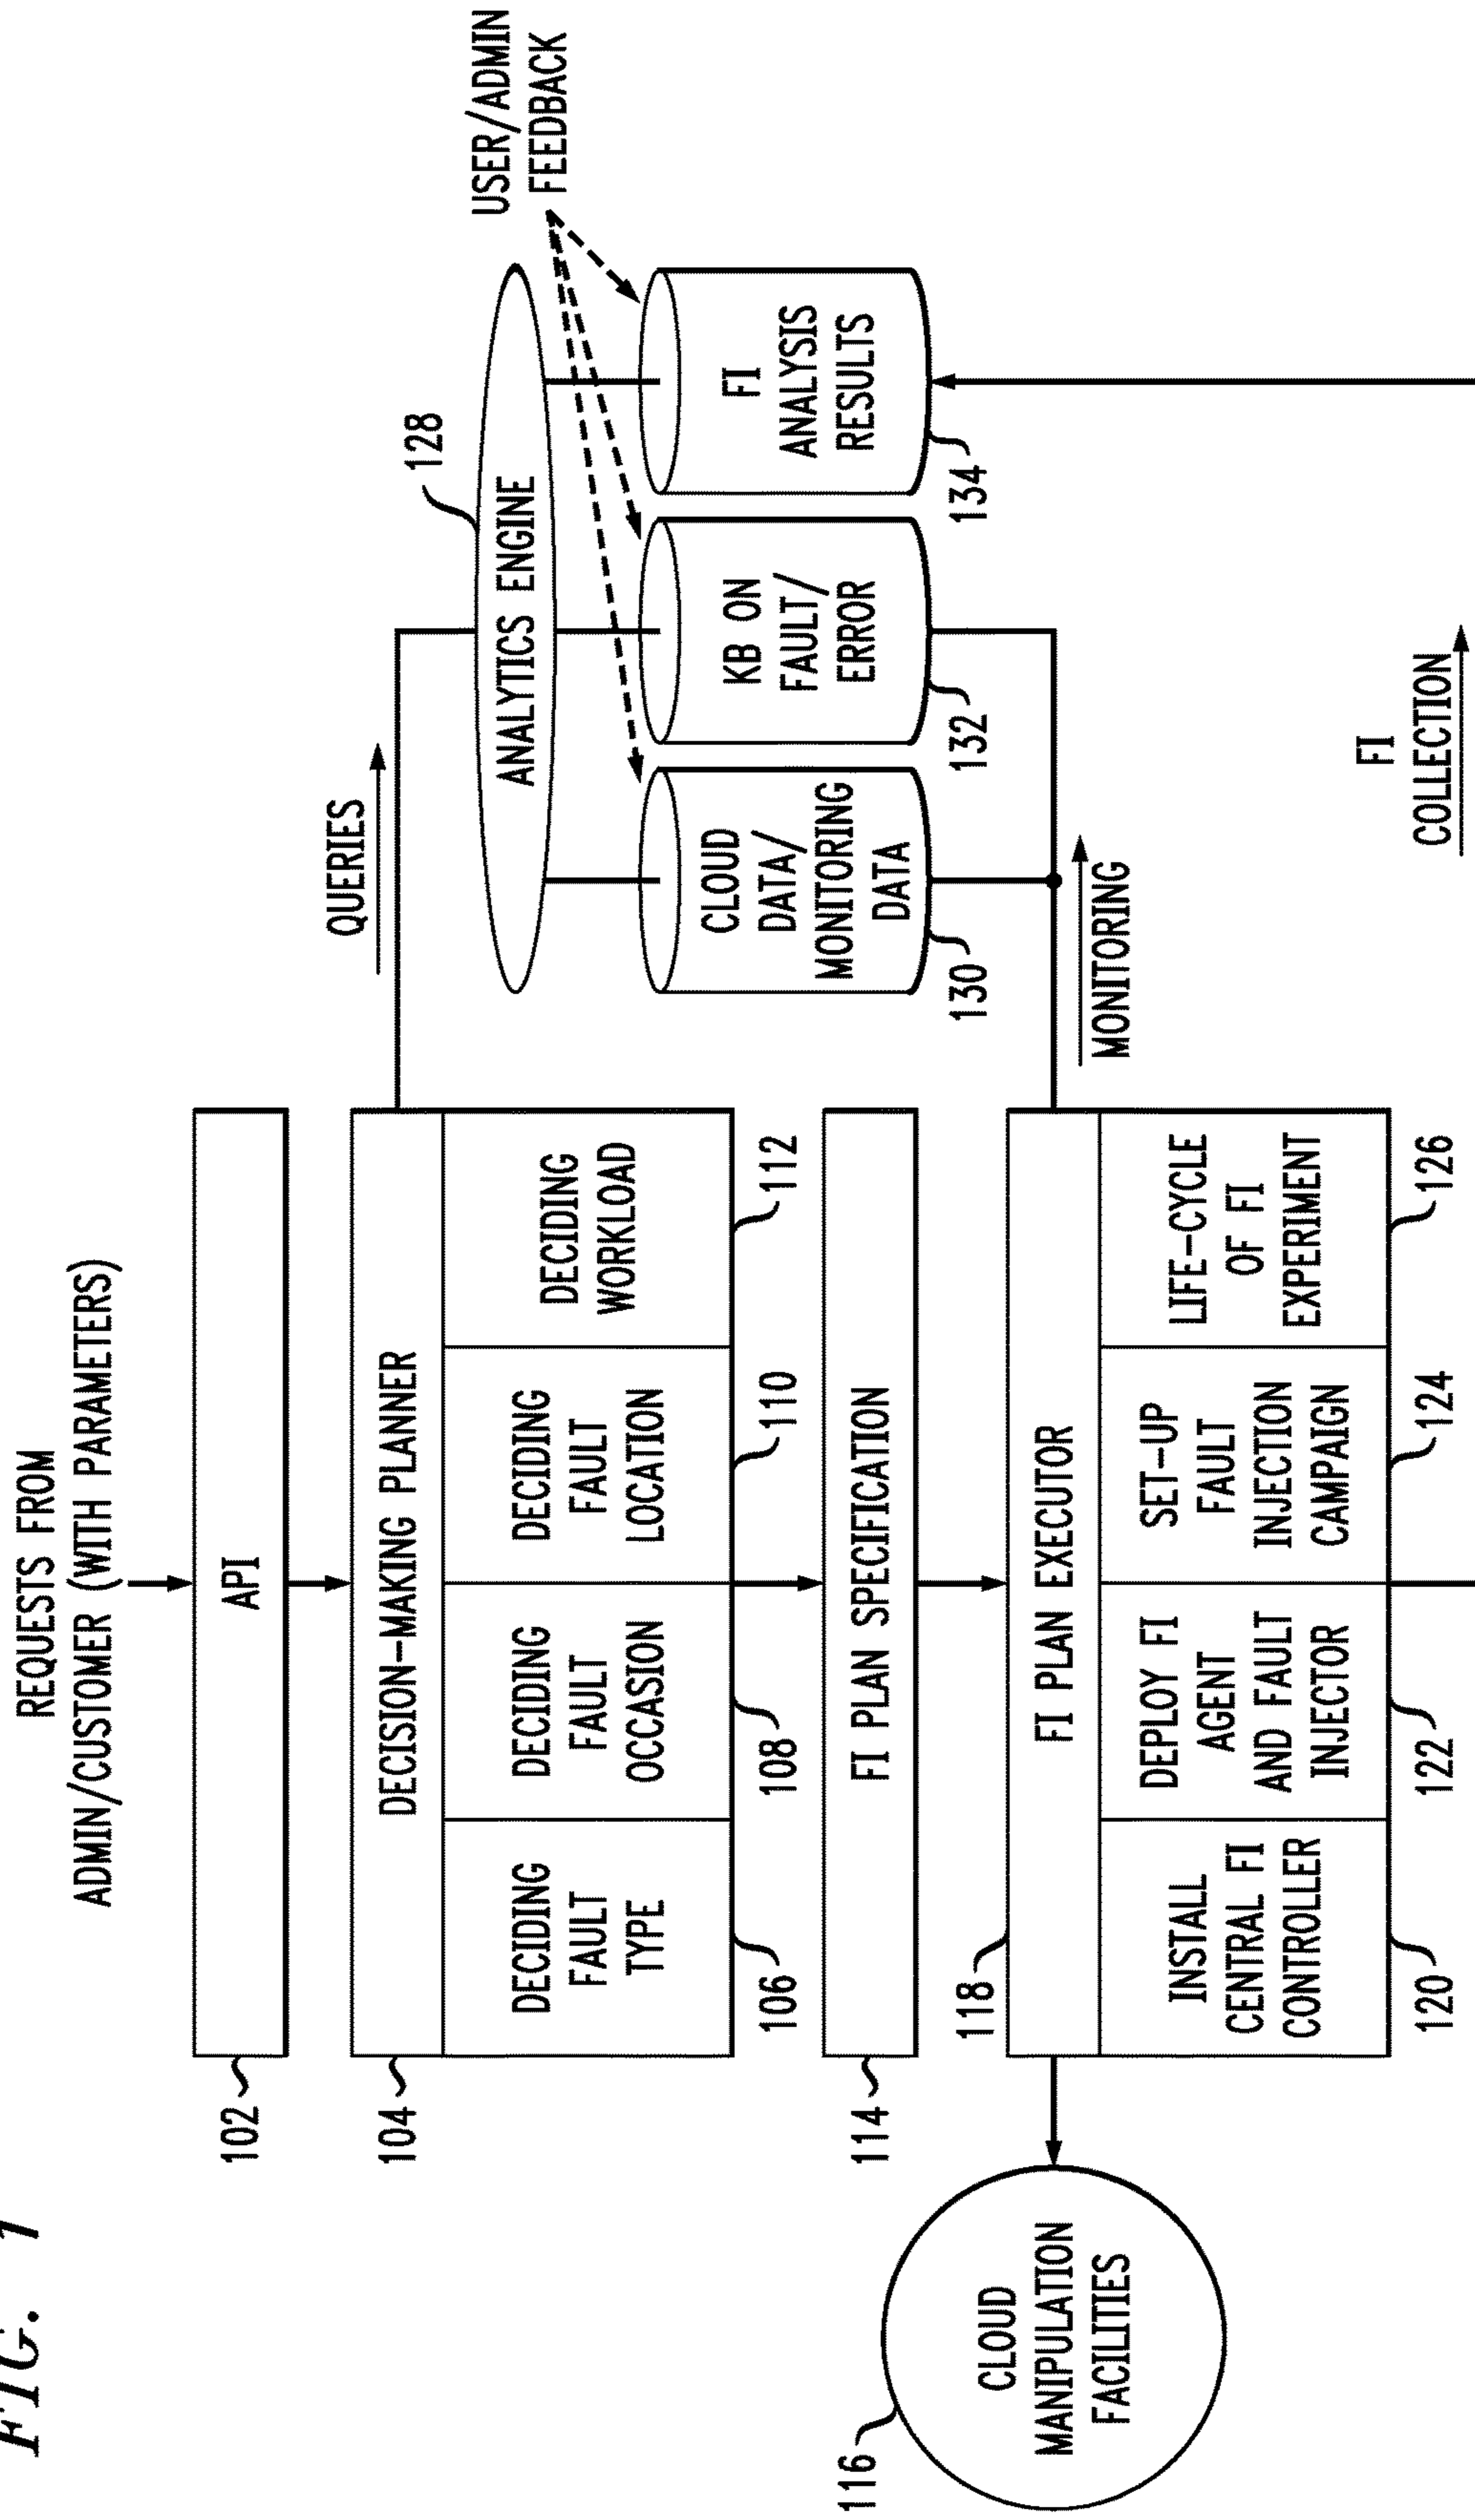 FIG. 1
REQUESTS FROM
ADMIN/CUSTOMER (WITH PARAMETERS)
102
API
104
DECISION-MAKING PLANNER
DECIDING
FAULT
TYPE
106
DECIDING
FAULT
OCCASION
108
DECIDING
FAULT
LOCATION
110
DECIDING
WORKLOAD
112
QUERIES
128
ANALYTICS ENGINE
USER/ADMIN
FEEDBACK
CLOUD
DATA/
MONITORING
DATA
130
KB ON
FAULT/
ERROR
132
FI
ANALYSIS
RESULTS
134
114
FI PLAN SPECIFICATION
116
CLOUD
MANIPULATION
FACILITIES
118
FI PLAN EXECUTOR
INSTALL
CENTRAL FI
CONTROLLER
120
DEPLOY FI
AGENT
AND FAULT
INJECTOR
122
SET-UP
FAULT
INJECTION
CAMPAIGN
124
LIFE-CYCLE
OF FI
EXPERIMENT
126
MONITORING
FI
COLLECTION